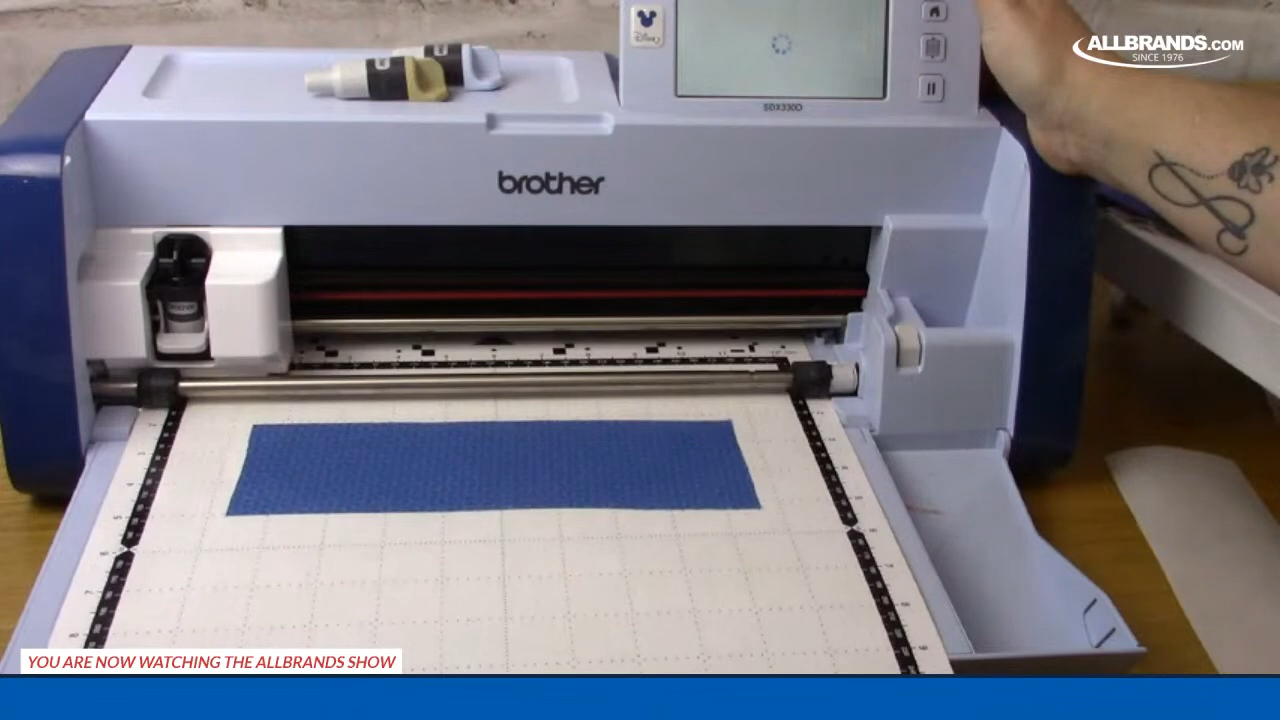 Disney
ALLBRANDS.com
SINCE 1976
SDX330D
brother
YOU ARE NOW WATCHING THE ALLBRANDS SHOW